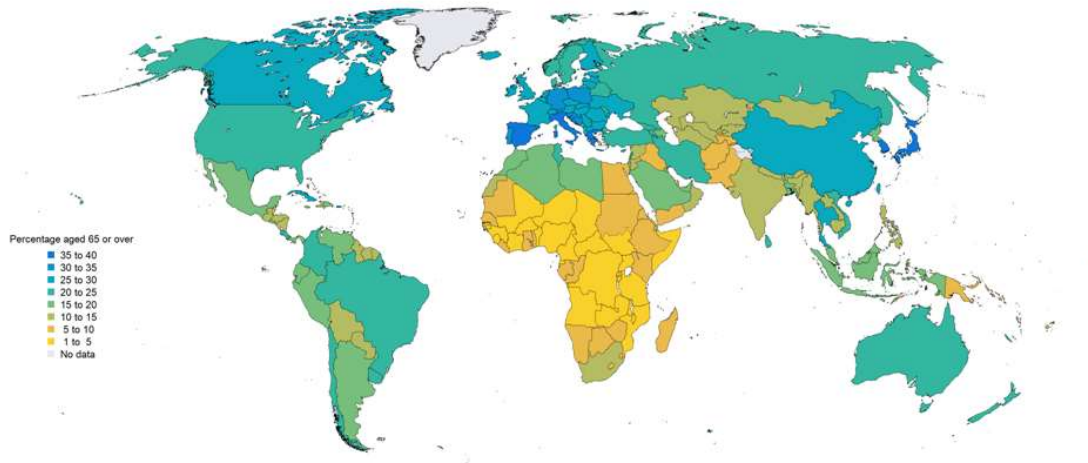 Percentage aged 65 or over
35 to 40
30 to 35
25 to 30
20 to 25
15 to 20
10 to 15
5 to 10
1 to 5
No data